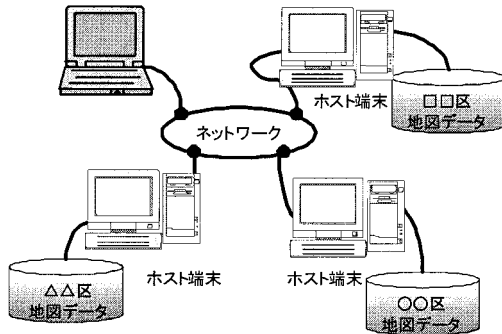 ホスト端末
□□区
地図データ
ネットワーク
ホスト端末
△△区
地図データ
ホスト端末
○○区
地図データ